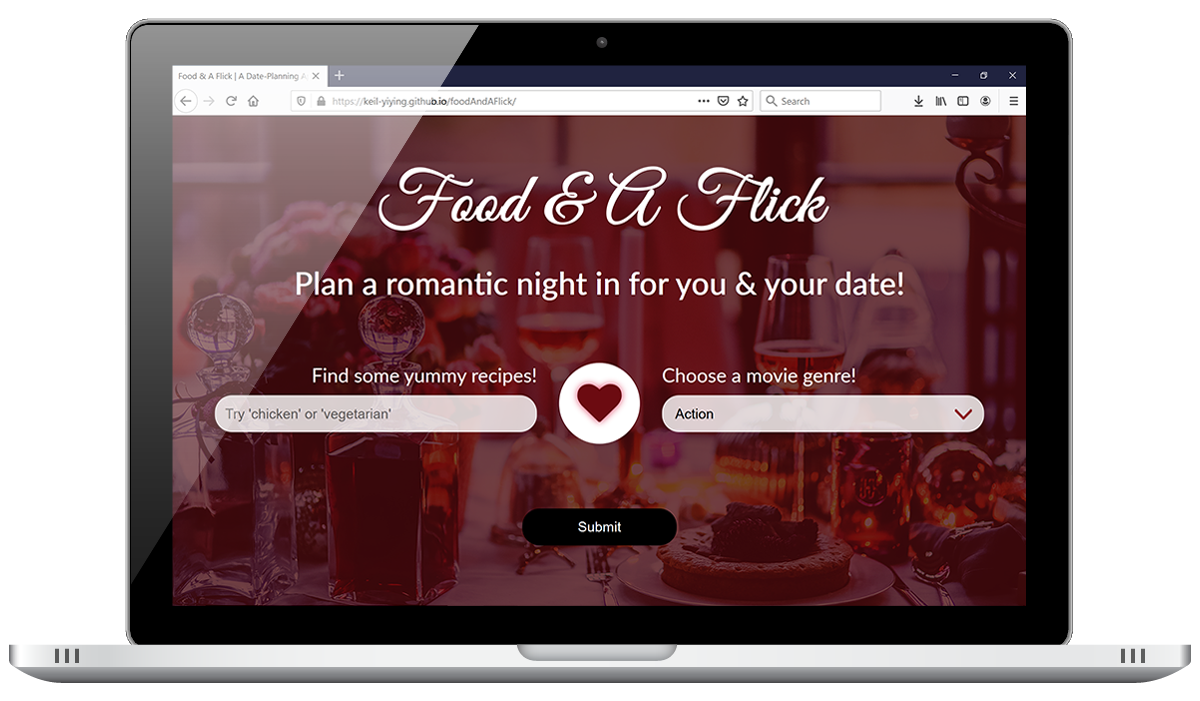 Food & A Flick | A Date-Planning A
https://keil-yiying.github.io/foodAndAFlick/
Search
Food & A Flick
Plan a romantic night in for you & your date!
Find some yummy recipes!
Choose a movie genre!
Try 'chicken' or 'vegetarian'
Action
Submit